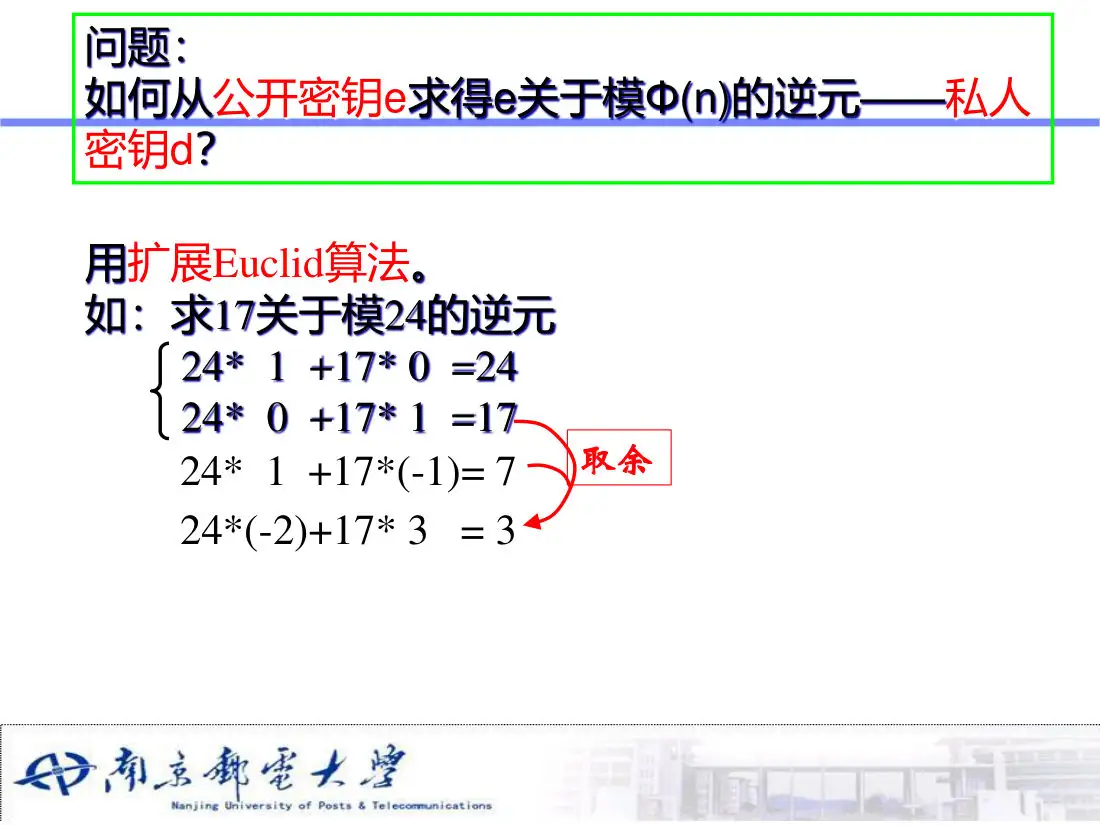 问题：
如何从公开密钥e求得e关于模Φ(n)的逆元——私人
密钥d？
用扩展Euclid算法。
如：求17关于模24的逆元
24* 1 +17* 0 =24
24* 0 +17* 1 =17
24* 1 +17*(-1)= 7
取余
24*(-2)+17* 3 = 3
南京邮电大学
Nanjing University of Posts & Telecommunications